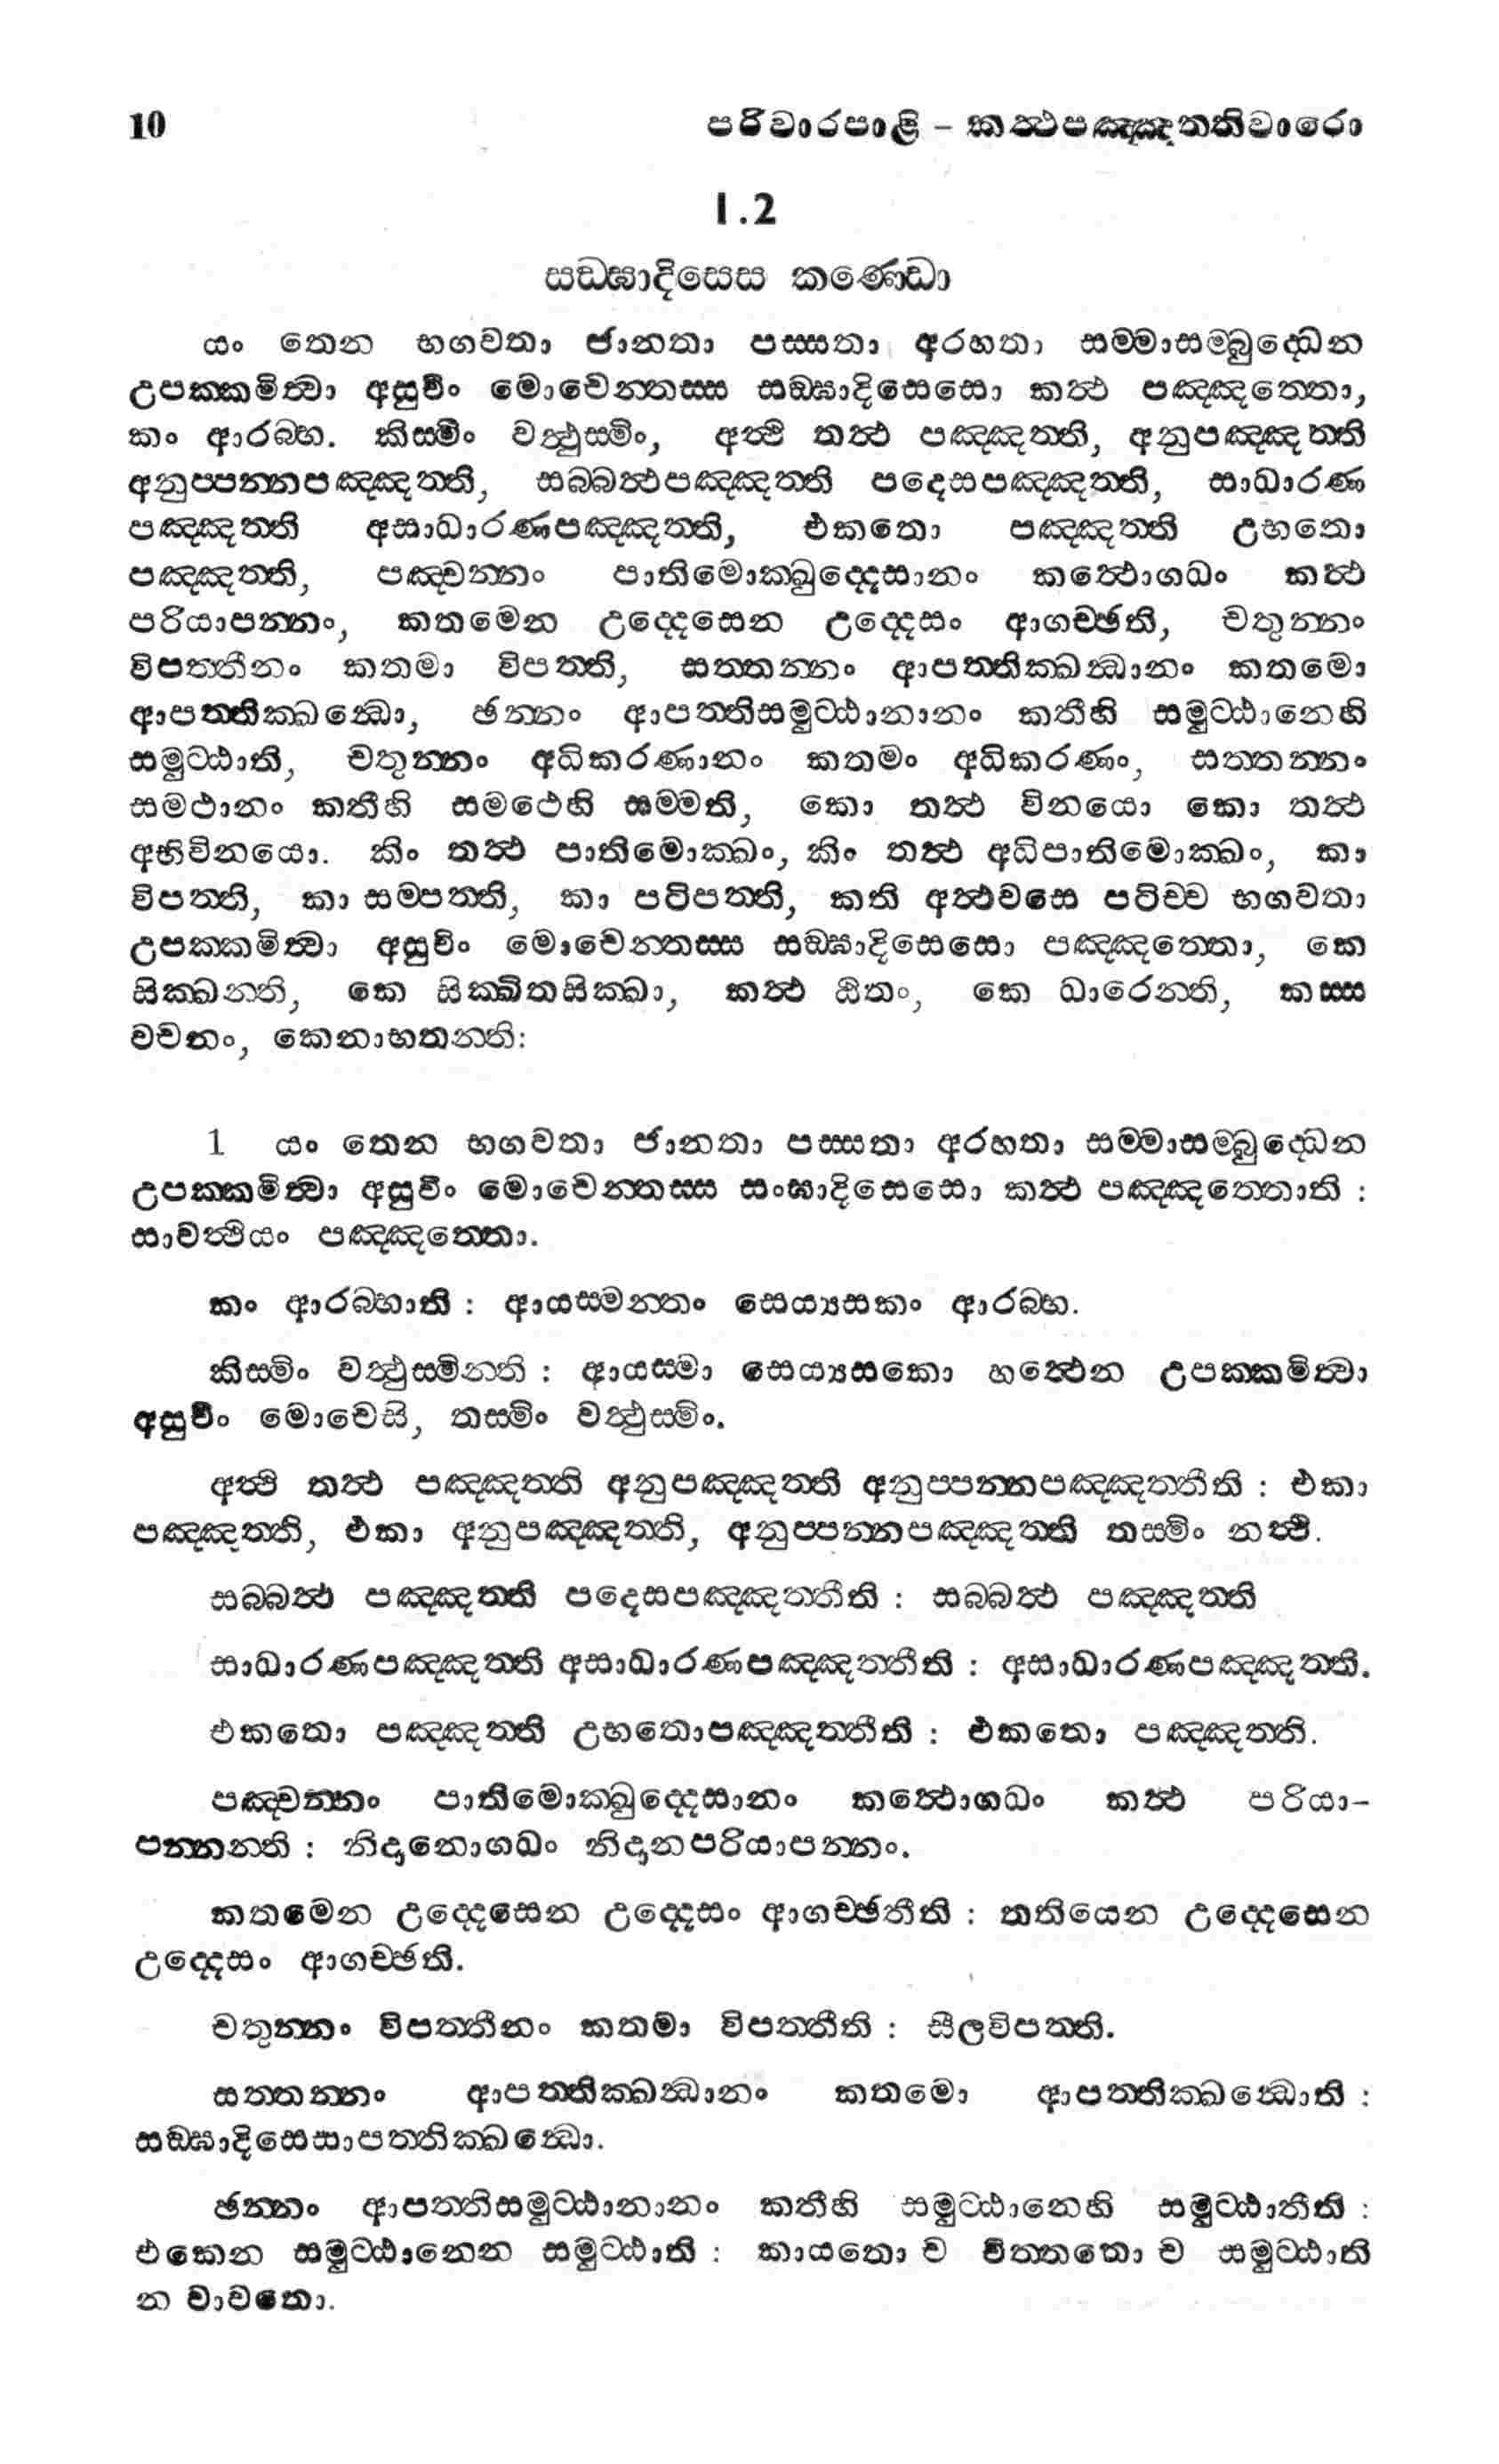 10 පරිවාරපාළි – කත්‍ථපඤ්ඤත්තිවාරො
1.2
සඞ්ඝාදිසෙස කණ්ඩො
යං තෙන භගවතා ජානතා පස්සතා අරහතා සම්මාසම්බුද්ධෙන
උපක්කමිත්‍වා අසුචිං මොචෙන්තස්ස සඞ්ඝාදිසෙසො කත්‍ථ පඤ්ඤත්තො,
කං ආරබ්භ. කිස්මිං වත්‍ථුස්මිං, අත්‍ථි තත්‍ථ පඤ්ඤත්ති, අනුපඤ්ඤත්ති
අනුප්පන්නපඤ්ඤත්ති, සබ්බත්‍ථපඤ්ඤත්ති පදෙසපඤ්ඤත්ති, සාධාරණ
පඤ්ඤත්ති අසාධාරණපඤ්ඤත්ති, එකතො පඤ්ඤත්ති උභතො
පඤ්ඤත්ති, පඤ්චන්නං පාතිමොක්ඛුද්දෙසානං කත්‍ථොගධං කත්‍ථ
පරියාපන්නං, කතමෙන උද්දෙසෙන උද්දෙසං ආගච්ඡති, චතුන්නං
විපත්තීනං කතමා විපත්ති, සත්තන්නං ආපත්තික්ඛන්‍ධානං කතමො
ආපත්තික්ඛන්‍ධො, ඡන්නං ආපත්තිසමුට්ඨානානං කතීහි සමුට්ඨානෙහි
සමුට්ඨාති, චතුන්නං අධිකරණානං කතමං අධිකරණං, සත්තන්නං
සමථානං කතීහි සමථෙහි සම්මති, කො තත්‍ථ විනයො කො තත්‍ථ
අභිවිනයො. කිං තත්‍ථ පාතිමොක්ඛං, කිං තත්‍ථ අධිපාතිමොක්ඛං, කා
විපත්ති, කා සම්පත්ති, කා පටිපත්ති, කති අත්‍ථවසෙ පටිච්ච භගවතා
උපක්කමිත්‍වා අසුචිං මොචෙන්තස්ස සඞ්ඝාදිසෙසො පඤ්ඤත්තො, කෙ
සික්ඛන්ති, කෙ සික්ඛිතසික්ඛා, කත්‍ථ ඨිතං, කෙ ධාරෙන්ති, කස්ස
වචනං, කෙනාභතන්ති:
1 යං තෙන භගවතා ජානතා පස්සතා අරහතා සම්මාසම්බුද්ධෙන
උපක්කමිත්‍වා අසුචිං මොචෙන්තස්ස සංඝාදිසෙසො කත්‍ථ පඤ්ඤත්තොති :
සාවත්‍ථියං පඤ්ඤත්තො.
කං ආරබ්භාති : ආයස්මන්තං සෙය්‍යසකං ආරබ්භ.
කිස්මිං වත්‍ථුස්මින්ති : ආයස්මා සෙය්‍යසකො හත්‍ථෙන උපක්කමිත්‍වා
අසුචිං මොචෙසි, තස්මිං වත්‍ථුස්මිං.
අත්‍ථි තත්‍ථ පඤ්ඤත්ති අනුපඤ්ඤත්ති අනුප්පන්නපඤ්ඤත්තීති : එකා
පඤ්ඤත්ති, එකා අනුපඤ්ඤත්ති, අනුප්පන්නපඤ්ඤත්ති තස්මිං නත්‍ථි.
සබ්බත්‍ථ පඤ්ඤත්ති පදෙසපඤ්ඤත්තීති : සබ්බත්‍ථ පඤ්ඤත්ති
සාධාරණපඤ්ඤත්ති අසාධාරණපඤ්ඤත්තීති : අසාධාරණපඤ්ඤත්ති.
එකතො පඤ්ඤත්ති උභතොපඤ්ඤත්තීති : එකතො පඤ්ඤත්ති.
පඤ්චන්නං පාතිමොක්ඛුද්දෙසානං කත්‍ථොගධං කත්‍ථ පරියා-
පන්නන්ති : නිදානොගධං නිදානපරියාපන්නං.
කතමෙන උද්දෙසෙන උද්දෙසං ආගච්ඡතීති : තතියෙන උද්දෙසෙන
උද්දෙසං ආගච්ඡති.
චතුන්නං විපත්තීනං කතමා විපත්තීති : සීලවිපත්ති.
සත්තන්නං ආපත්තික්ඛන්‍ධානං කතමො ආපත්තික්ඛන්‍ධොති :
සඞ්ඝාදිසෙසාපත්තික්ඛන්‍ධො.
ඡන්නං ආපත්තිසමුට්ඨානානං කතීහි සමුට්ඨානෙහි සමුට්ඨාතීති :
එකෙන සමුට්ඨානෙන සමුට්ඨාති : කායතො ච චිත්තතො ච සමුට්ඨාති
න වාචතො.